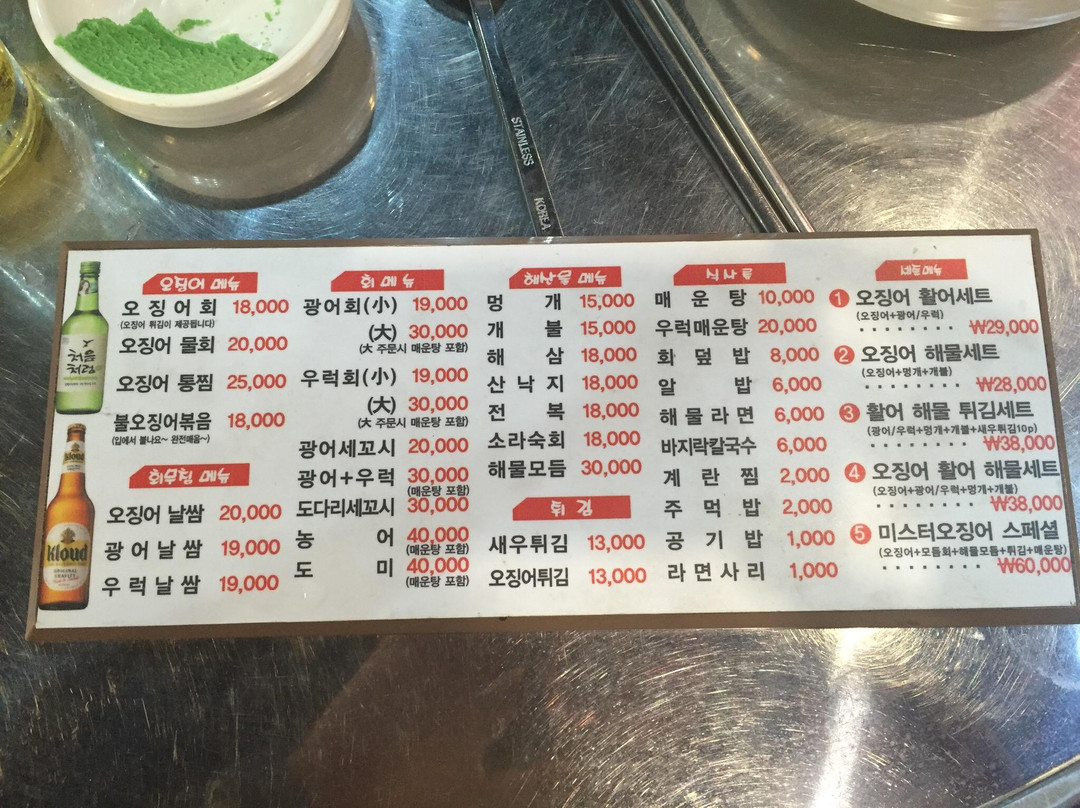 STAINLESS
KOREA
오징어 메뉴
오징어회 18,000
(오징어 튀김이 제공됩니다)
오징어 물회 20,000
오징어 통찜 25,000
불오징어볶음 18,000
(입에서 불나요~ 완전매움~)
회무침 메뉴
오징어 날쌈 20,000
광어날쌈 19,000
우럭날쌈 19,000
처음
처럼
kloud
ORIGINAL
GRAVITY
회 메뉴
광어회(小) 19,000
(大) 30,000
(大 주문시 매운탕 포함)
우럭회(小) 19,000
(大) 30,000
(大 주문시 매운탕 포함)
광어세꼬시 20,000
광어+우럭 30,000
(매운탕 포함)
도다리세꼬시 30,000
농어 40,000
(매운탕 포함)
도미 40,000
(매운탕 포함)
해산물 메뉴
멍개 15,000
개불 15,000
해삼 18,000
산낙지 18,000
전복 18,000
소라숙회 18,000
해물모듬 30,000
튀김
새우튀김 13,000
오징어튀김 13,000
식사류
매운탕 10,000
우럭매운탕 20,000
회덮밥 8,000
알밥 6,000
해물라면 6,000
바지락칼국수 6,000
계란찜 2,000
주먹밥 2,000
공기밥 1,000
라면사리 1,000
세트메뉴
1 오징어 활어세트
(오징어+광어/우럭)
₩29,000
2 오징어 해물세트
(오징어+멍개+개불)
₩28,000
3 활어 해물 튀김세트
(광어/우럭+멍개+개불+새우튀김10p)
₩38,000
4 오징어 활어 해물세트
(오징어+광어/우럭+멍개+개불)
₩38,000
5 미스터오징어 스페셜
(오징어+모듬회+해물모듬+튀김+매운탕)
₩60,000